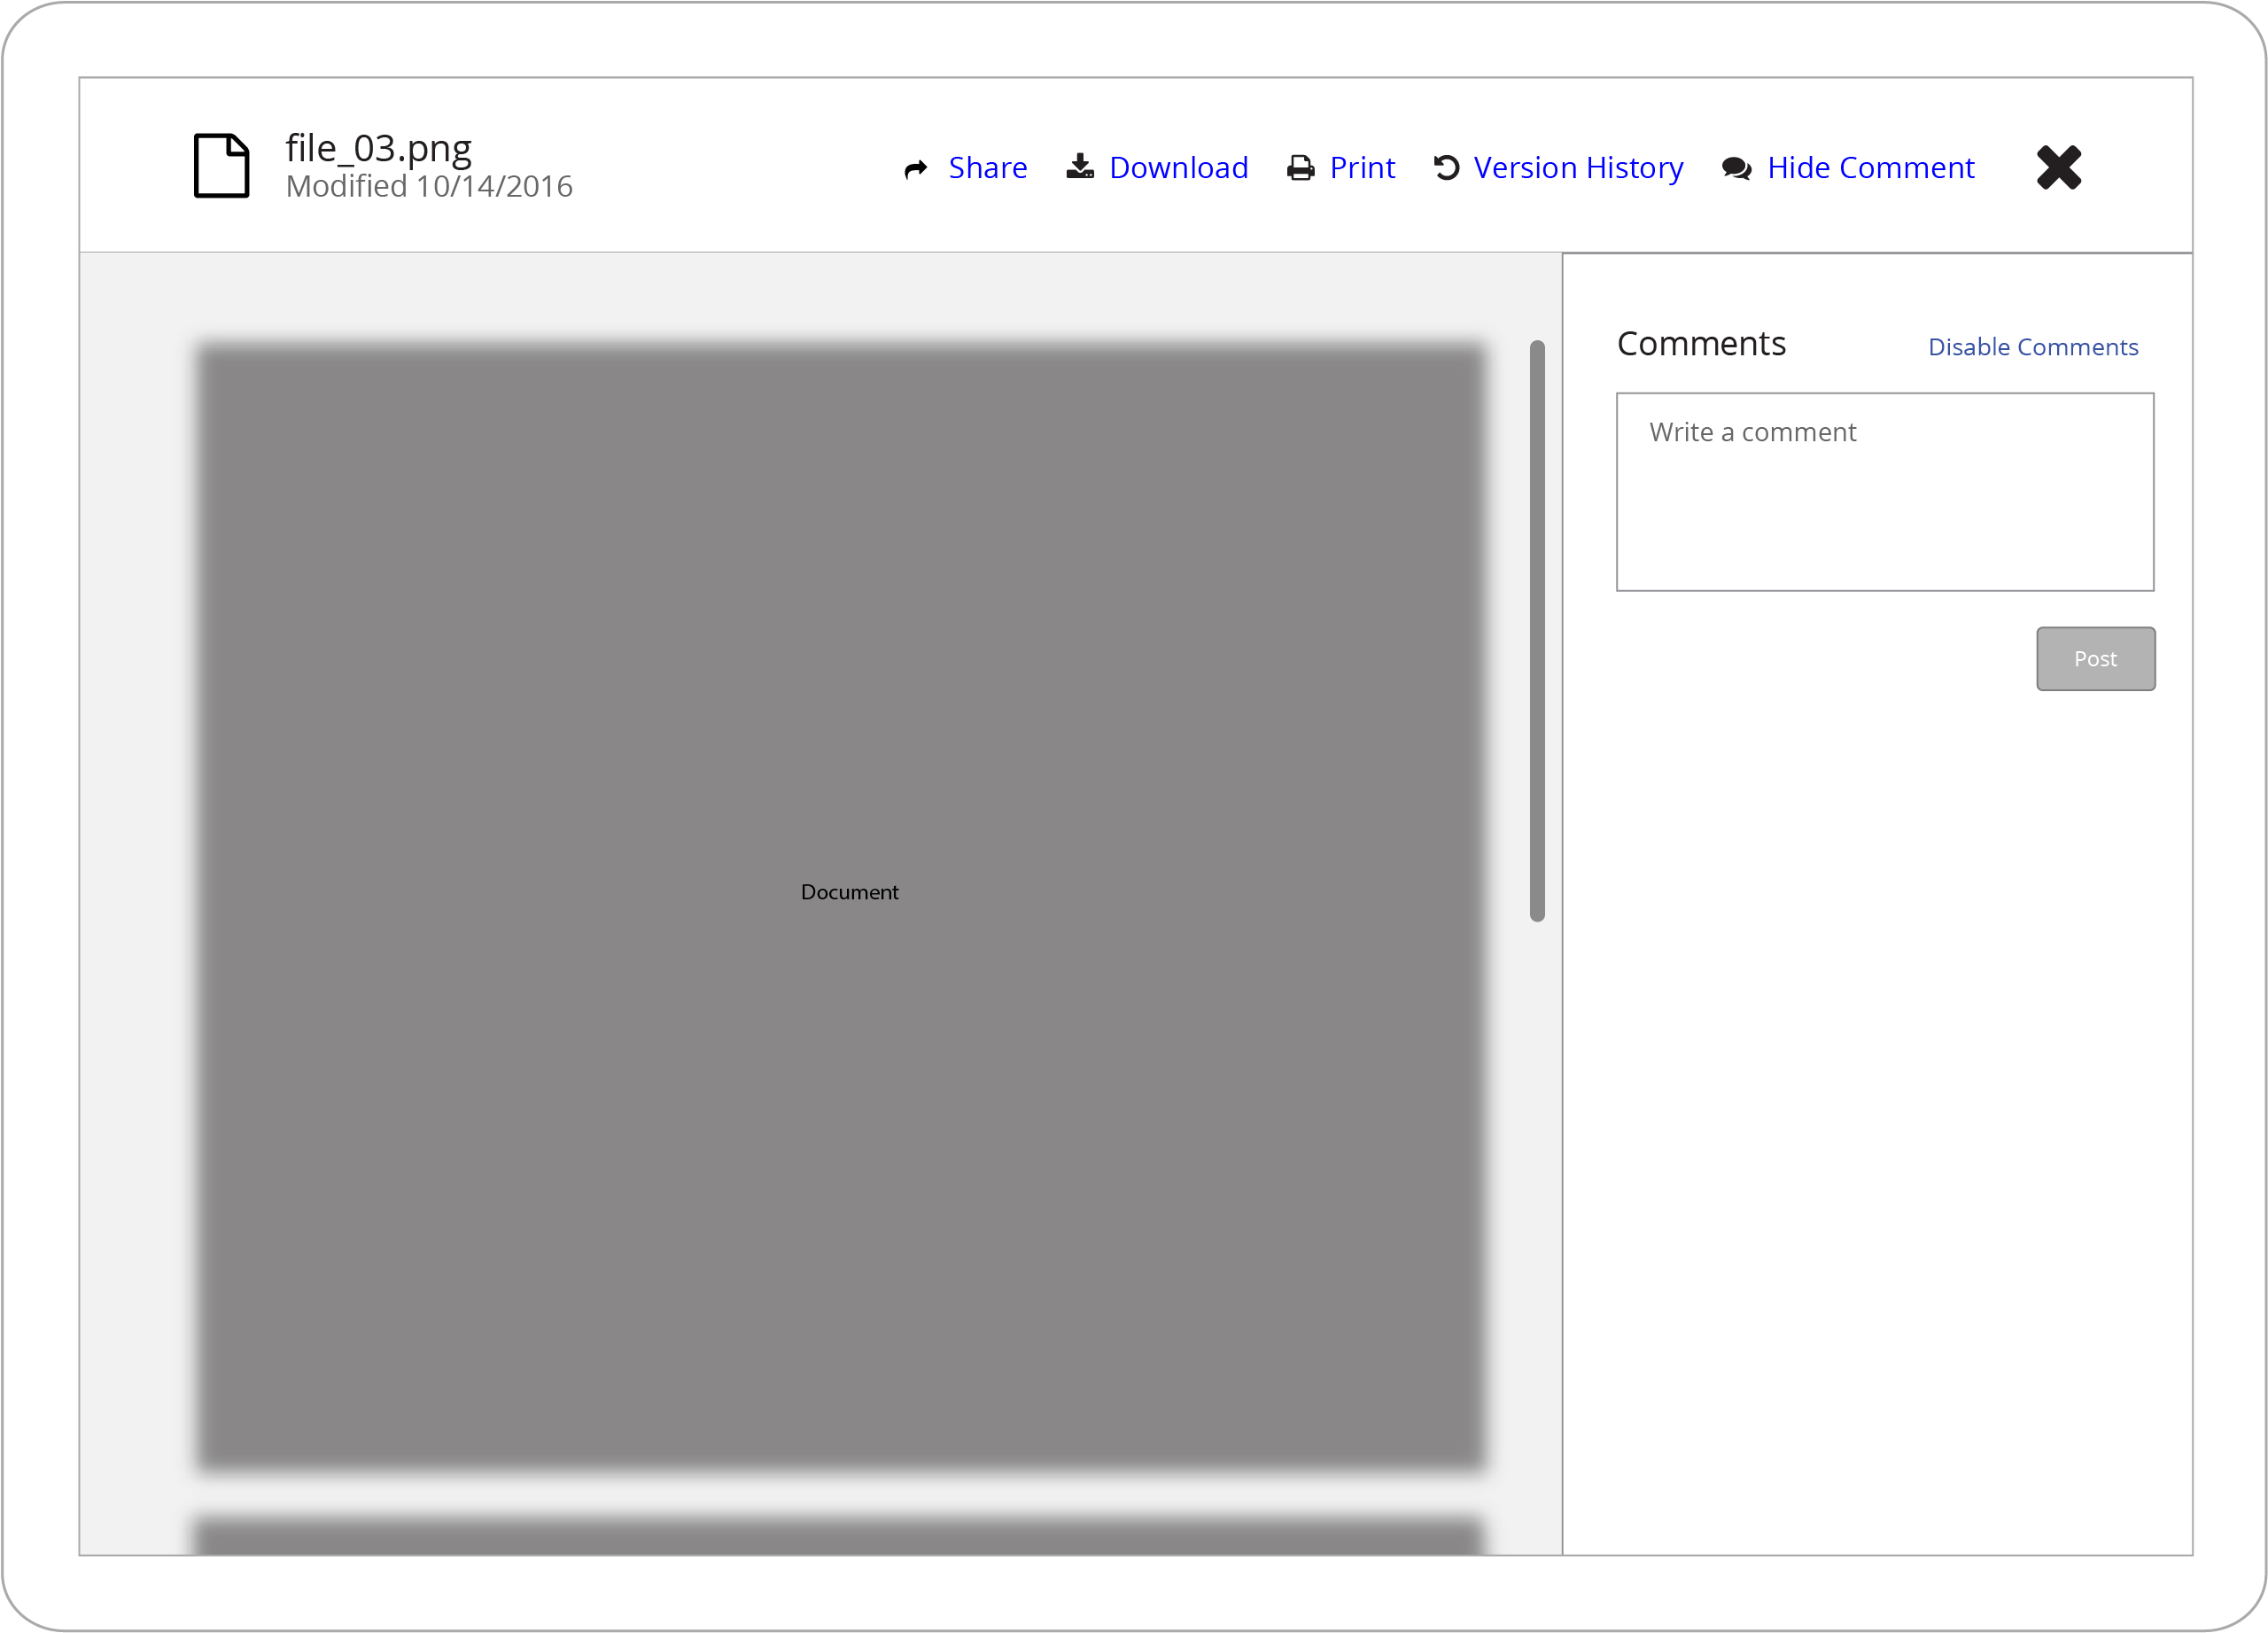 file_03.png
Modified 10/14/2016
Share
Download
Print
Version History
Hide Comment
Comments
Disable Comments
Write a comment
Post
Document